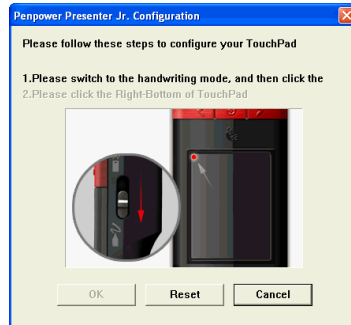 Penpower Presenter Jr. Configuration
Please follow these steps to configure your TouchPad
1.Please switch to the handwriting mode, and then click the
2.Please click the Right-Bottom of TouchPad
OK Reset Cancel